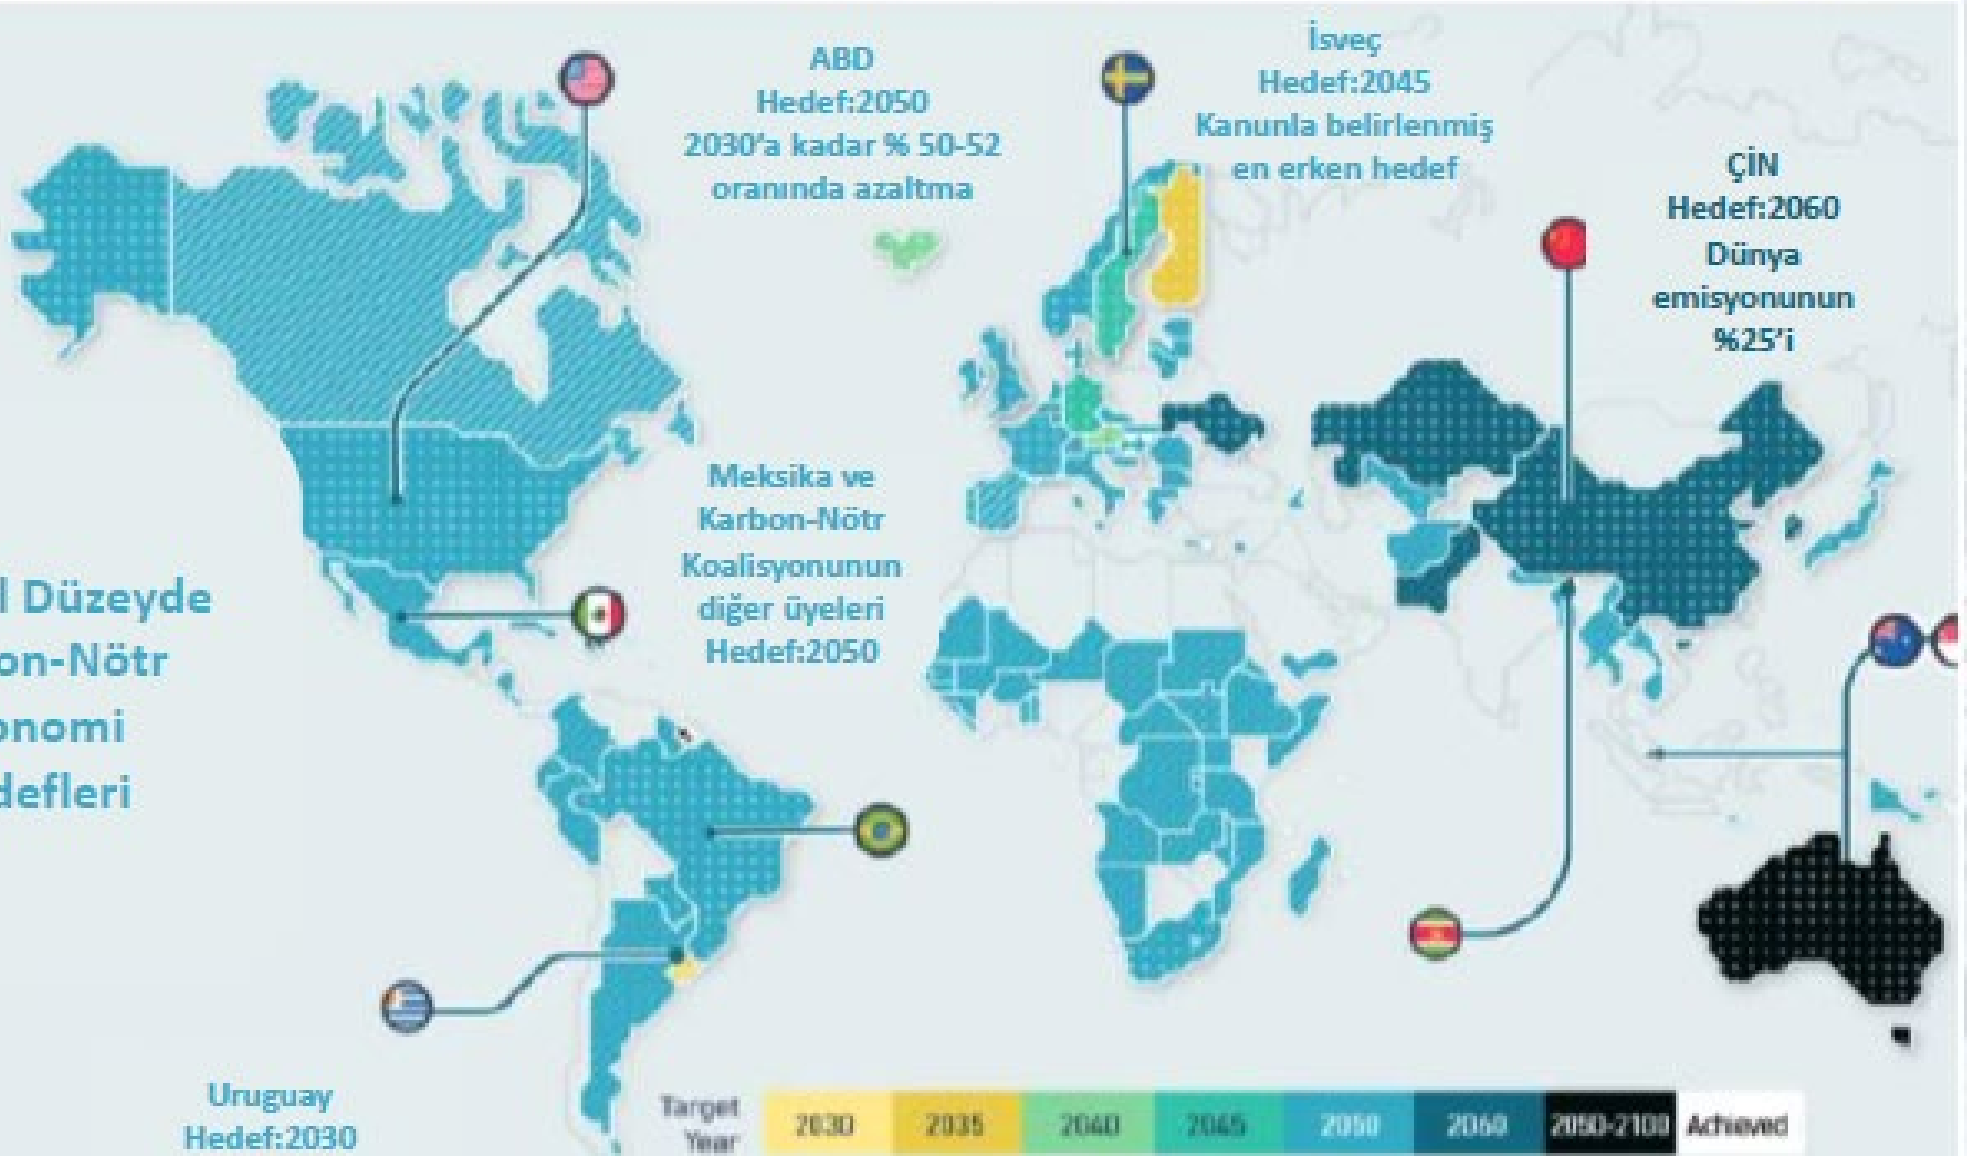 ABD
Hedef:2050
2030'a kadar % 50-52
oranında azaltma
İsveç
Hedef:2045
Kanunla belirlenmiş
en erken hedef
ÇİN
Hedef:2060
Dünya
emisyonunun
%25'i
Meksika ve
Karbon-Nötr
Koalisyonunun
diğer üyeleri
Hedef:2050
l Düzeyde
on-Nötr
onomi
defleri
Uruguay
Hedef:2030
Target
Year
2030 2035 2040 2045 2050 2060 2050-2100 Achieved